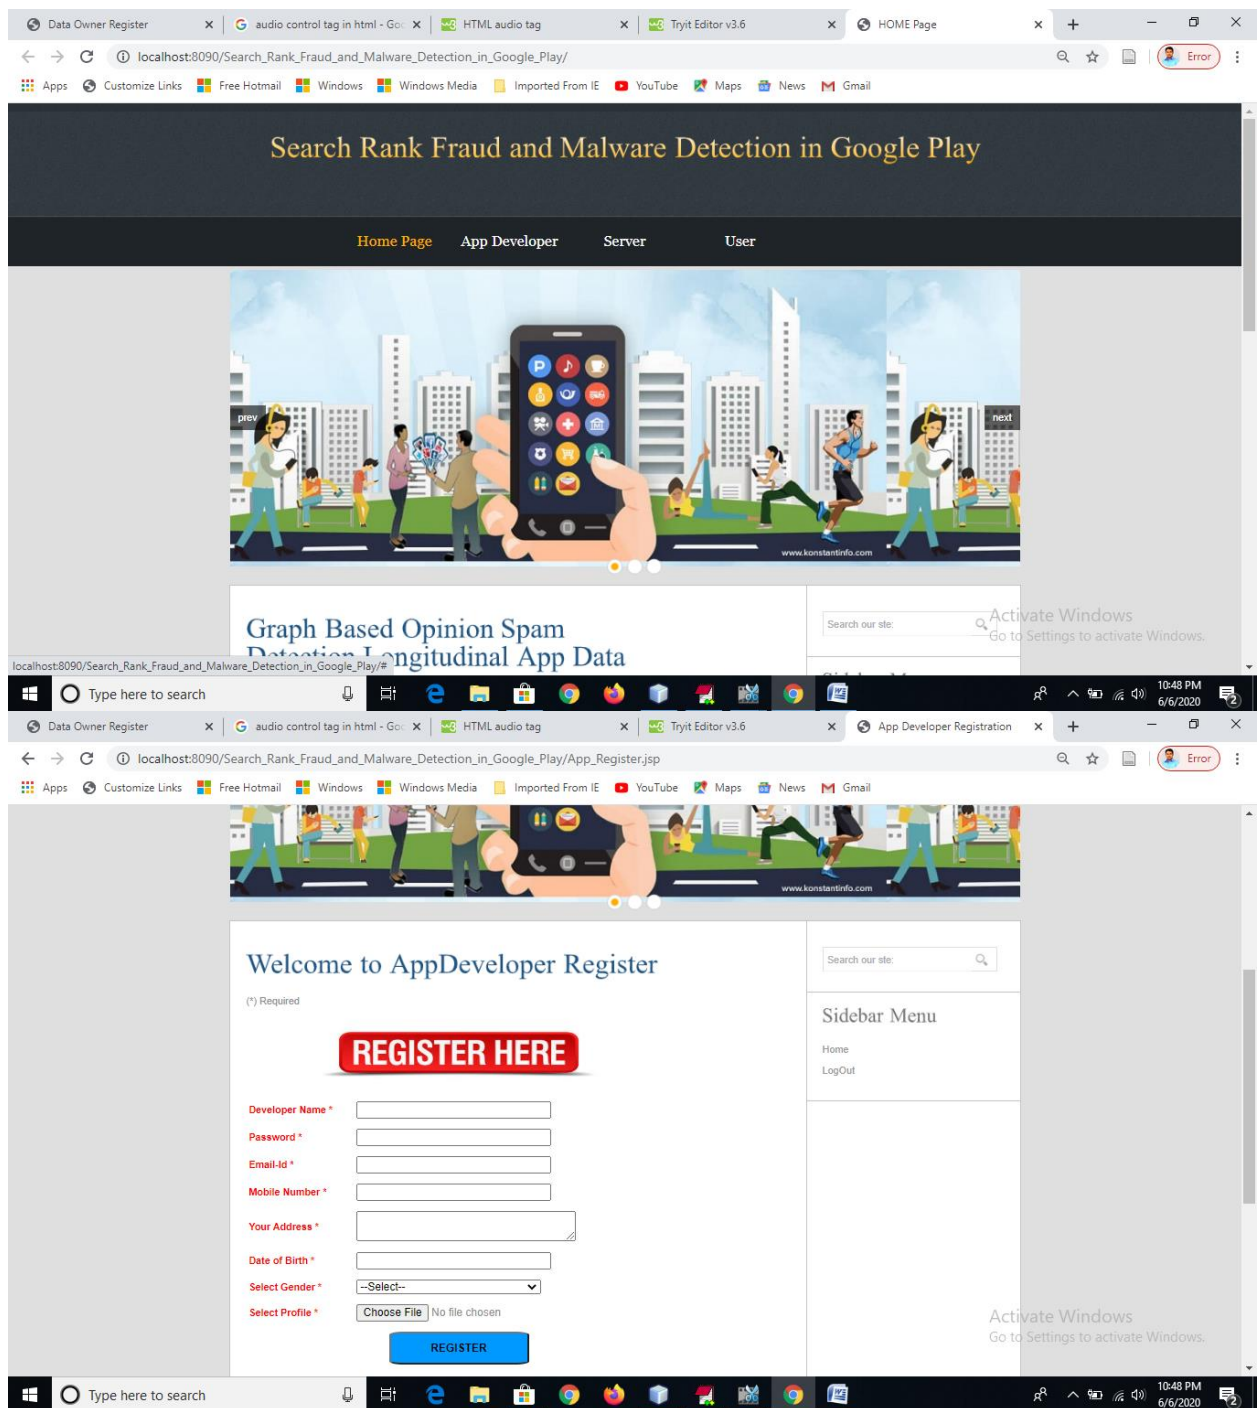 Data Owner Register
audio control tag in html - Goo
HTML audio tag
Tryit Editor v3.6
HOME Page
localhost:8090/Search_Rank_Fraud_and_Malware_Detection_in_Google_Play/
Error
Apps
Customize Links
Free Hotmail
Windows
Windows Media
Imported From IE
YouTube
Maps
News
Gmail
Search Rank Fraud and Malware Detection in Google Play
Home Page
App Developer
Server
User
prev
next
www.konstantinfo.com
Graph Based Opinion Spam
Detection Longitudinal App Data
Search our site:
Activate Windows
Go to Settings to activate Windows.
Sidebar Menu
localhost:8090/Search_Rank_Fraud_and_Malware_Detection_in_Google_Play/#
Type here to search
10:48 PM
6/6/2020
2
Data Owner Register
audio control tag in html - Goo
HTML audio tag
Tryit Editor v3.6
App Developer Registration
localhost:8090/Search_Rank_Fraud_and_Malware_Detection_in_Google_Play/App_Register.jsp
Error
Apps
Customize Links
Free Hotmail
Windows
Windows Media
Imported From IE
YouTube
Maps
News
Gmail
www.konstantinfo.com
Welcome to AppDeveloper Register
(*) Required
REGISTER HERE
Developer Name *
Password *
Email-Id *
Mobile Number *
Your Address *
Date of Birth *
Select Gender *
--Select--
Select Profile *
Choose File No file chosen
REGISTER
Search our site:
Sidebar Menu
Home
LogOut
Activate Windows
Go to Settings to activate Windows.
Type here to search
10:48 PM
6/6/2020
2